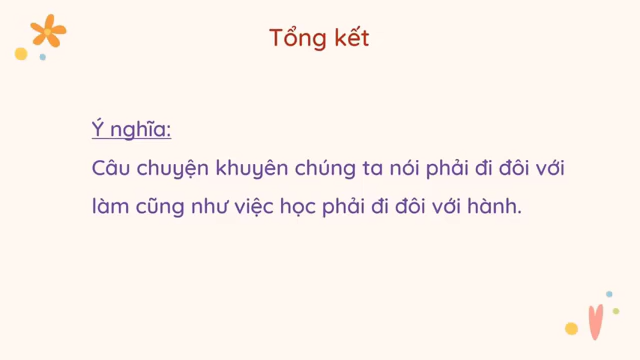 Tổng kết
Ý nghĩa:
Câu chuyện khuyên chúng ta nói phải đi đôi với
làm cũng như việc học phải đi đôi với hành.